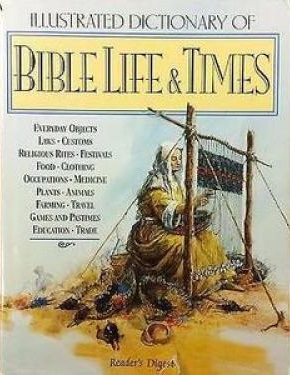 ILLUSTRATED DICTIONARY OF
BIBLE LIFE & TIMES
EVERYDAY OBJECTS
LAWS • CUSTOMS
RELIGIOUS RITES • FESTIVALS
FOOD • CLOTHING
OCCUPATIONS • MEDICINE
PLANTS • ANIMALS
FARMING • TRAVEL
GAMES AND PASTIMES
EDUCATION • TRADE
Reader's Digest